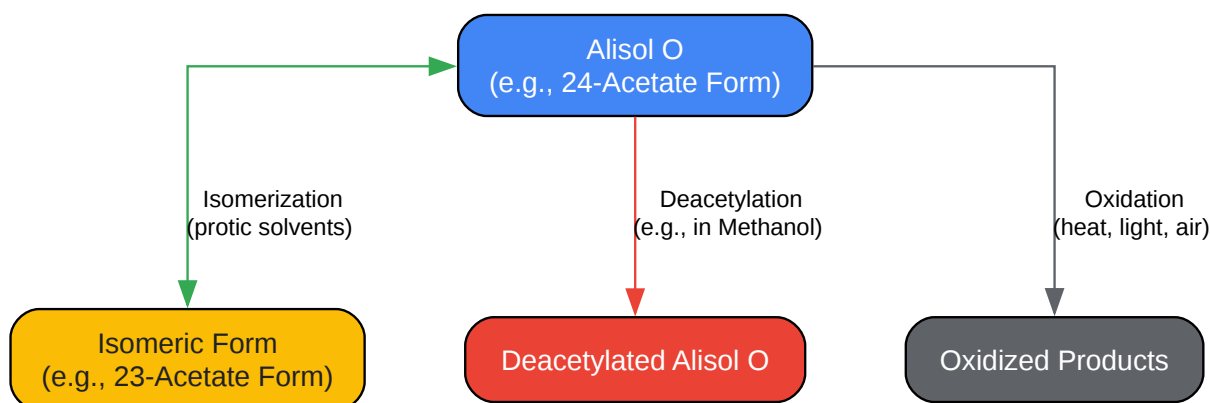 Alisol O
(e.g., 24-Acetate Form)
Isomerization
(protic solvents)
Deacetylation
(e.g., in Methanol)
Oxidation
(heat, light, air)
Isomeric Form
(e.g., 23-Acetate Form)
Deacetylated Alisol O
Oxidized Products